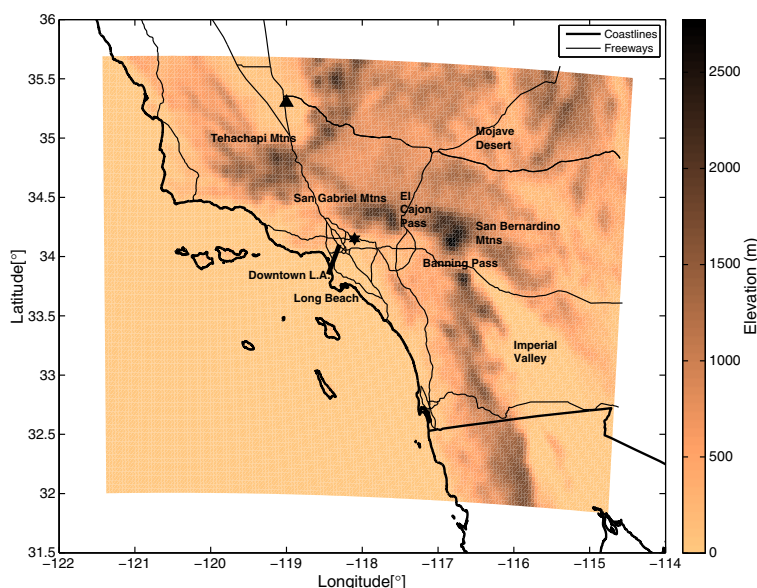 36
35.5
35
34.5
34
33.5
33
32.5
32
31.5
Latitude[°]
−122
−121
−120
−119
−118
−117
−116
−115
−114
Longitude[°]
Coastlines
Freeways
Tehachapi Mtns
Mojave
Desert
San Gabriel Mtns
El
Cajon
Pass
San Bernardino
Mtns
Banning Pass
Downtown L.A.
Long Beach
Imperial
Valley
2500
2000
1500
1000
500
0
Elevation (m)